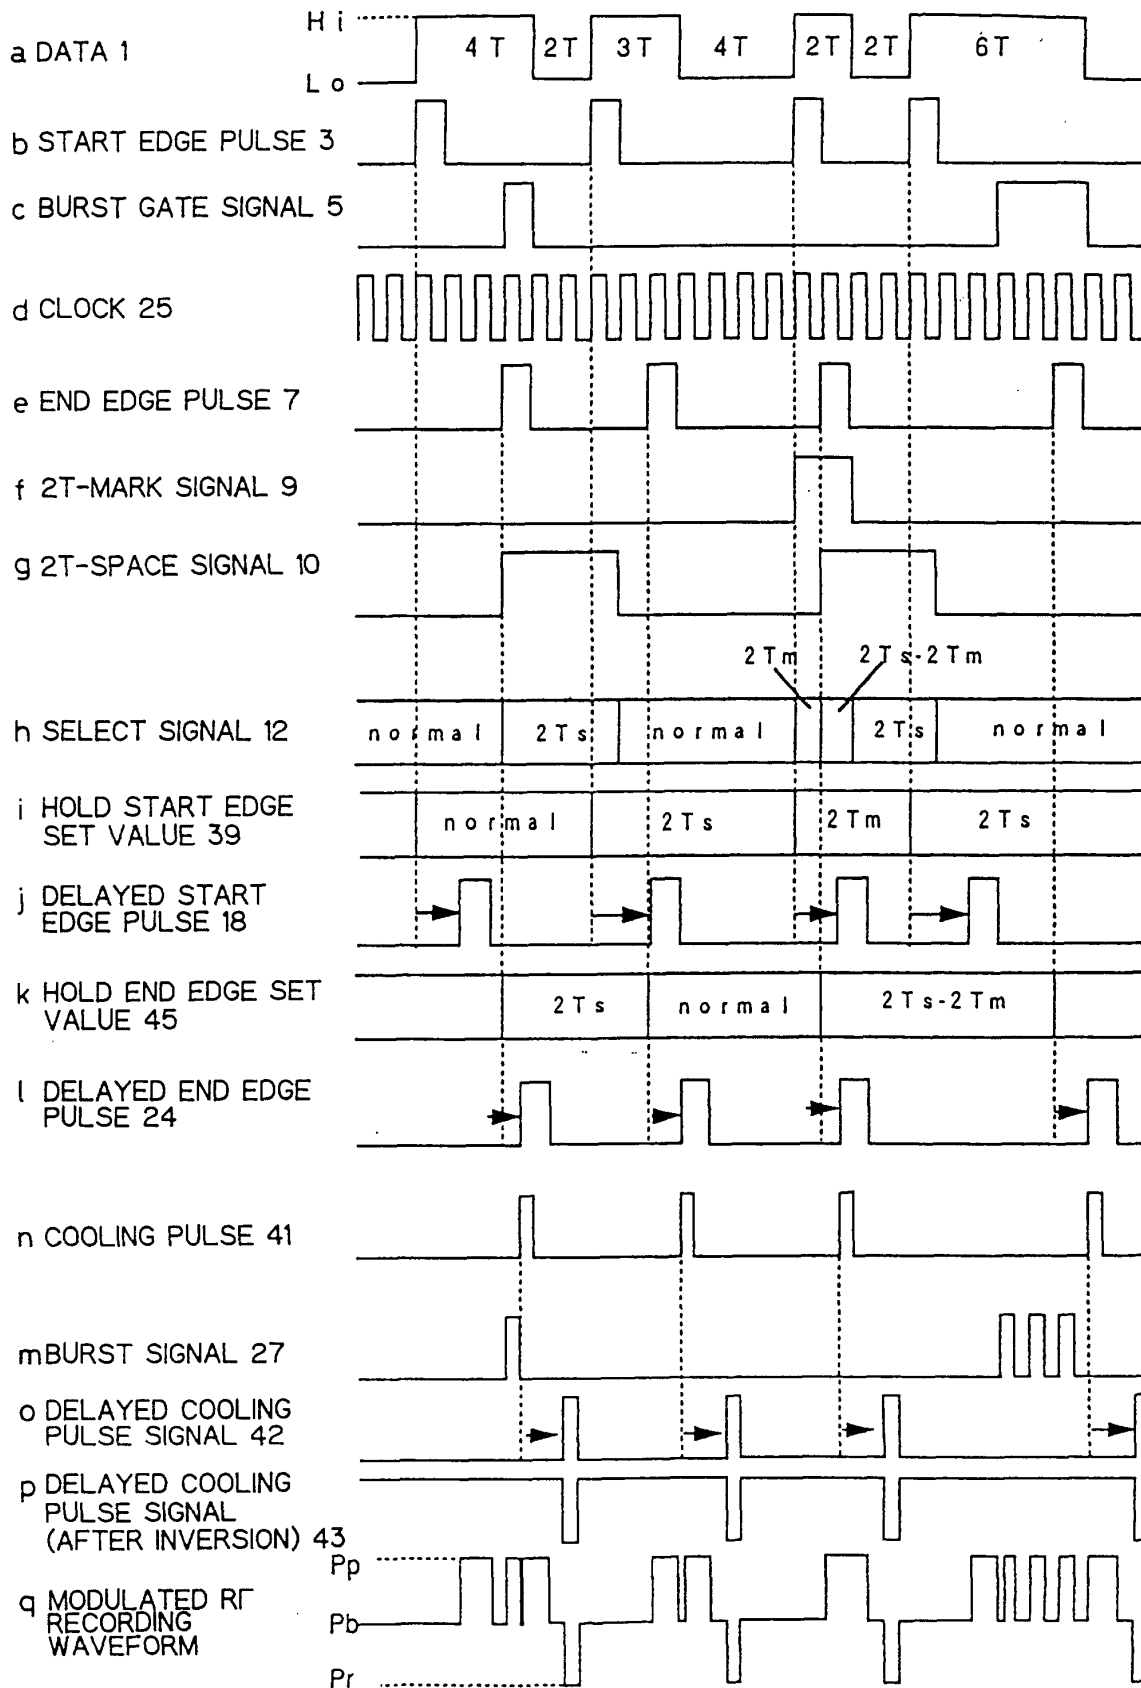 Hi
a DATA 1
4T 2T 3T 4T 2T 2T 6T
Lo
b START EDGE PULSE 3
c BURST GATE SIGNAL 5
d CLOCK 25
e END EDGE PULSE 7
f 2T-MARK SIGNAL 9
g 2T-SPACE SIGNAL 10
2Tm 2Ts-2Tm
h SELECT SIGNAL 12
normal 2Ts normal 2Ts normal
i HOLD START EDGE
SET VALUE 39
normal 2Ts 2Tm 2Ts
j DELAYED START
EDGE PULSE 18
k HOLD END EDGE SET
VALUE 45
2Ts normal 2Ts-2Tm
l DELAYED END EDGE
PULSE 24
n COOLING PULSE 41
m BURST SIGNAL 27
o DELAYED COOLING
PULSE SIGNAL 42
p DELAYED COOLING
PULSE SIGNAL
(AFTER INVERSION) 43
Pp
q MODULATED RΓ
RECORDING
WAVEFORM
Pb
Pr